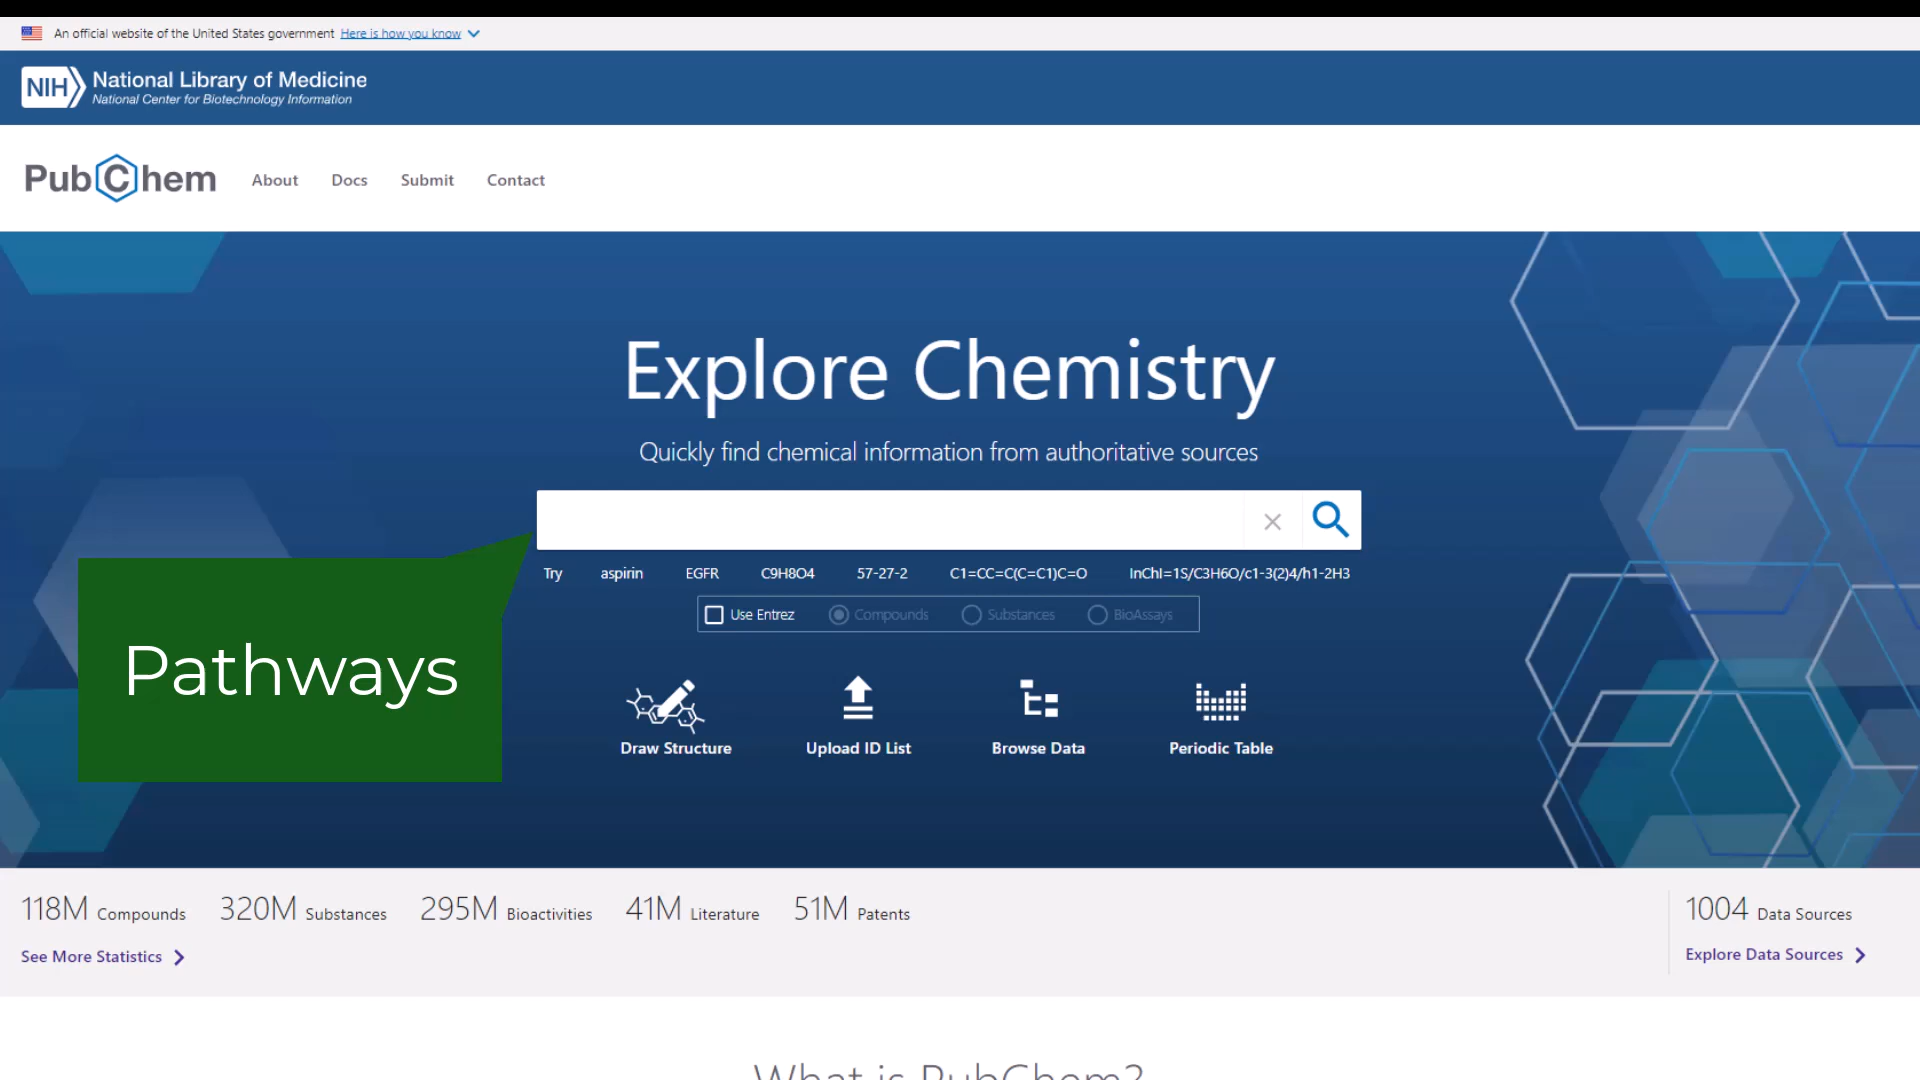 An official website of the United States government Here is how you know
NIH National Library of Medicine
National Center for Biotechnology Information
PubChem About Docs Submit Contact
Explore Chemistry
Quickly find chemical information from authoritative sources
Try aspirin EGFR C9H8O4 57-27-2 C1=CC=C(C=C1)C=O InChI=1S/C3H6O/c1-3(2)4/h1-2H3
Use Entrez Compounds Substances BioAssays
Pathways
Draw Structure Upload ID List Browse Data Periodic Table
118M Compounds 320M Substances 295M Bioactivities 41M Literature 51M Patents 1004 Data Sources
See More Statistics Explore Data Sources
What is PubChem?